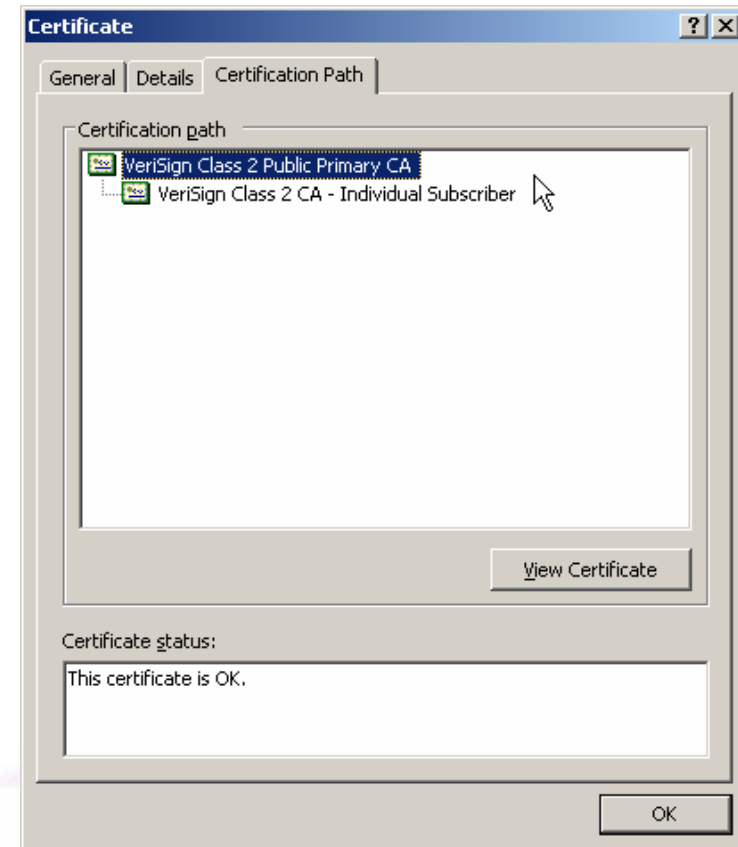 Certificate
General Details Certification Path
Certification path
VeriSign Class 2 Public Primary CA
VeriSign Class 2 CA - Individual Subscriber
View Certificate
Certificate status:
This certificate is OK.
OK